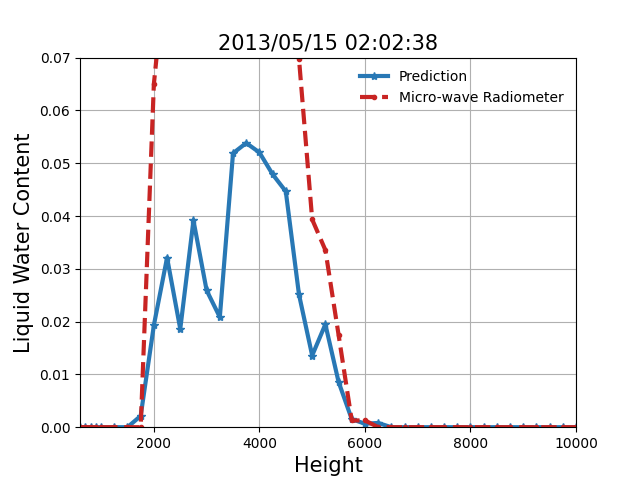 2013/05/15 02:02:38
Prediction
Micro-wave Radiometer
Liquid Water Content
0.07
0.06
0.05
0.04
0.03
0.02
0.01
0.00
2000 4000 6000 8000 10000
Height